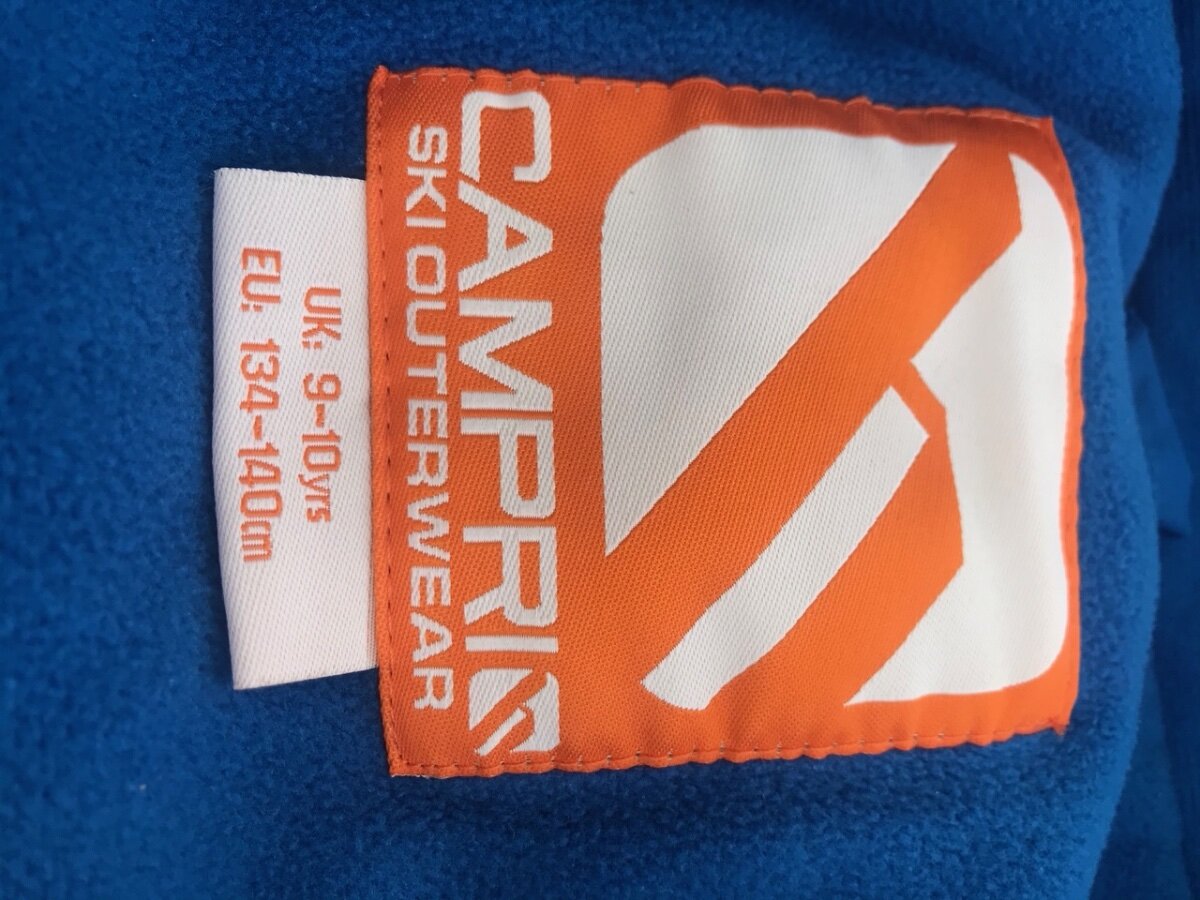 CAMPRI
SKI OUTERWEAR
UK: 9-10yrs
EU: 134-140cm